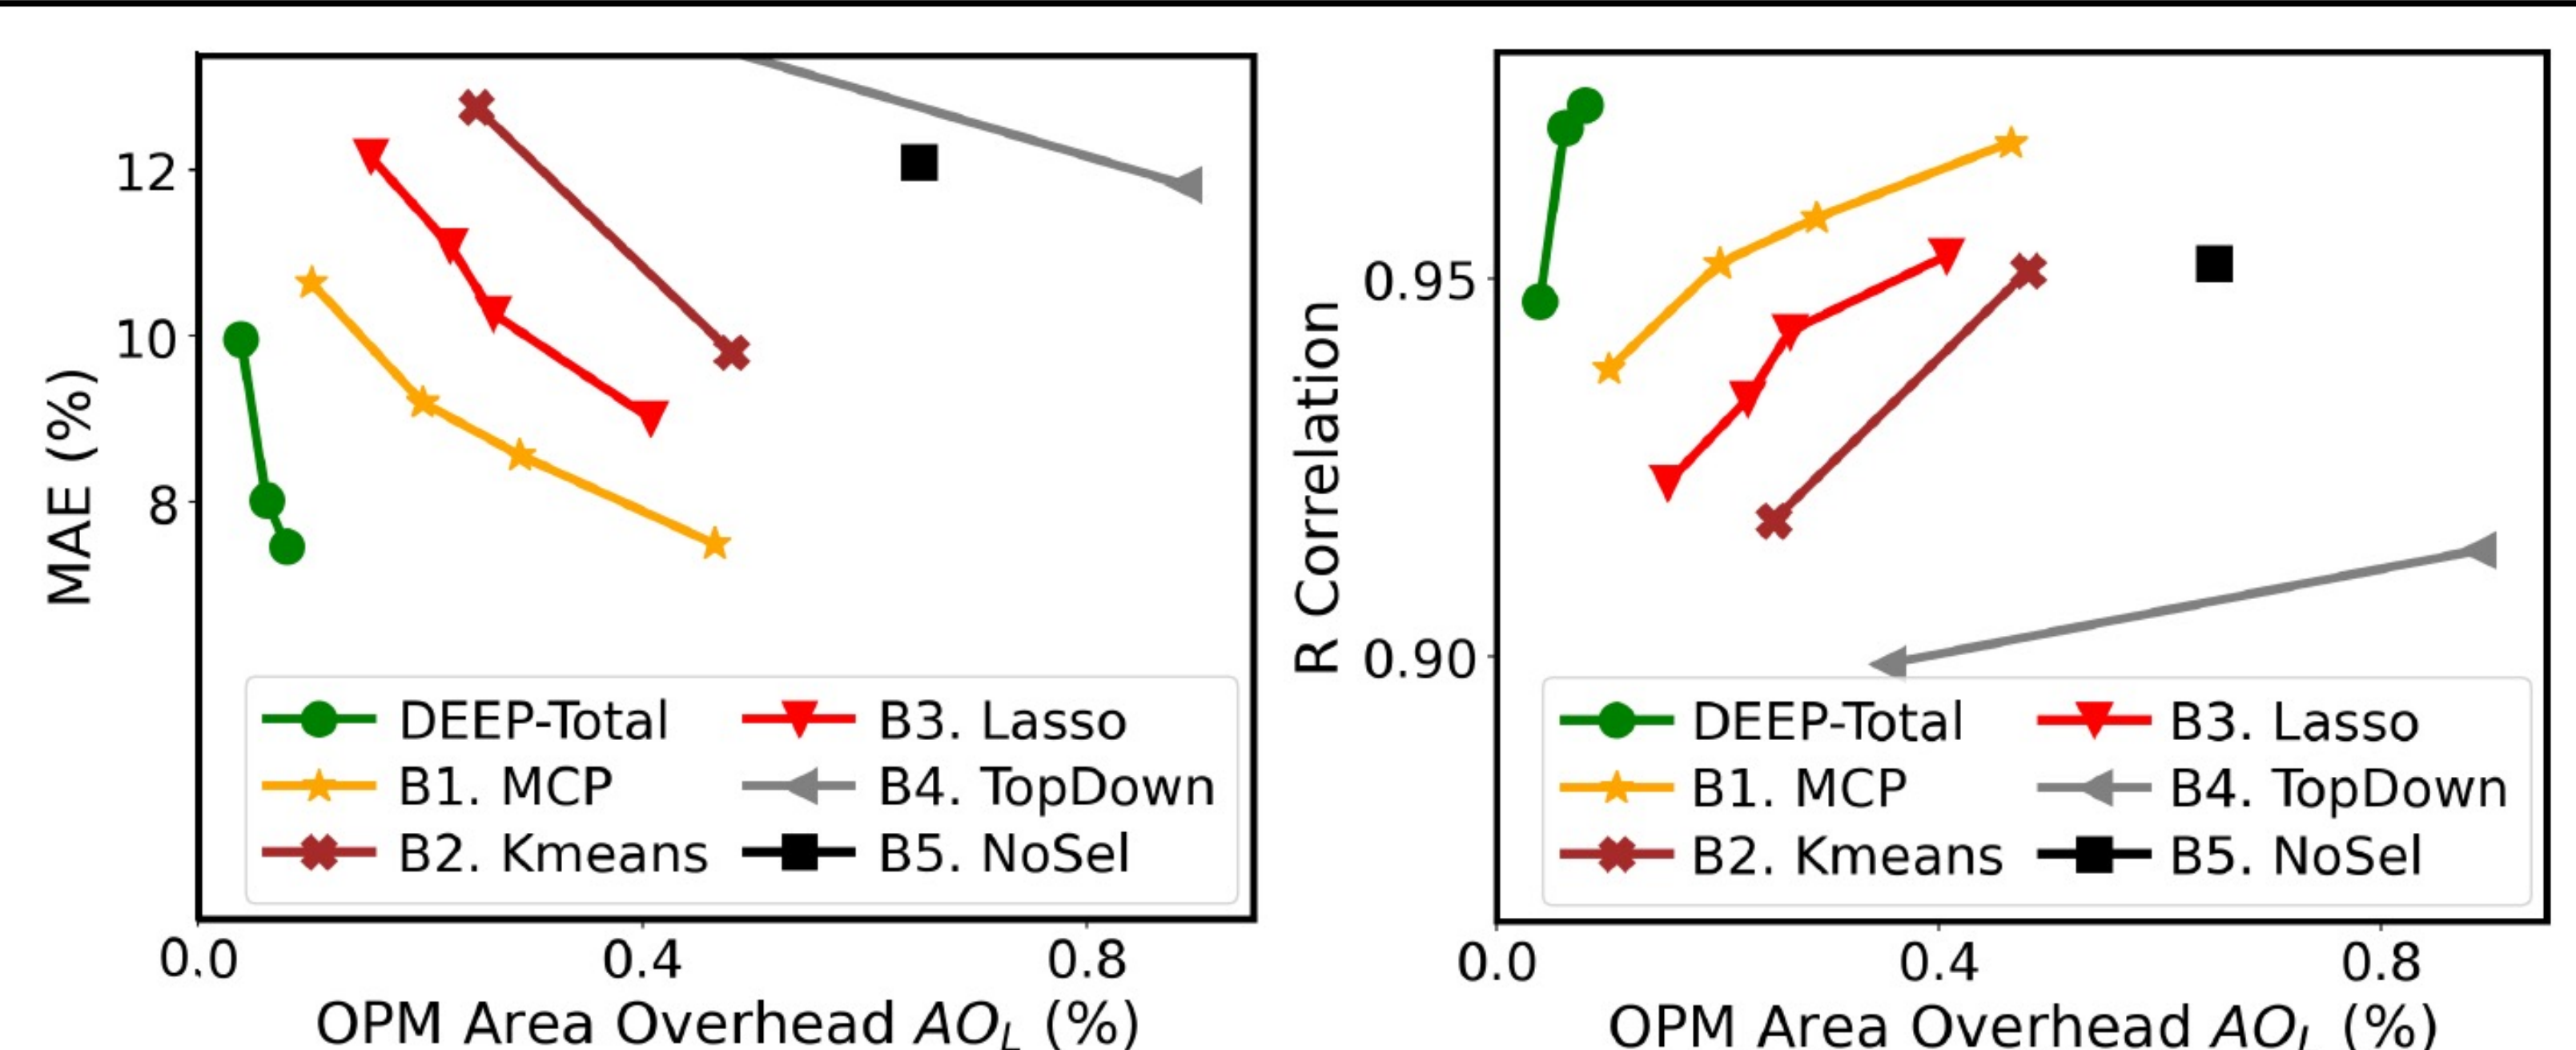 MAE (%)
12
10
8
DEEP-Total
B1. MCP
B2. Kmeans
B3. Lasso
B4. TopDown
B5. NoSel
0.0 0.4 0.8
OPM Area Overhead AO_L (%)
R Correlation
0.95
0.90
DEEP-Total
B1. MCP
B2. Kmeans
B3. Lasso
B4. TopDown
B5. NoSel
0.0 0.4 0.8
OPM Area Overhead AO_L (%)